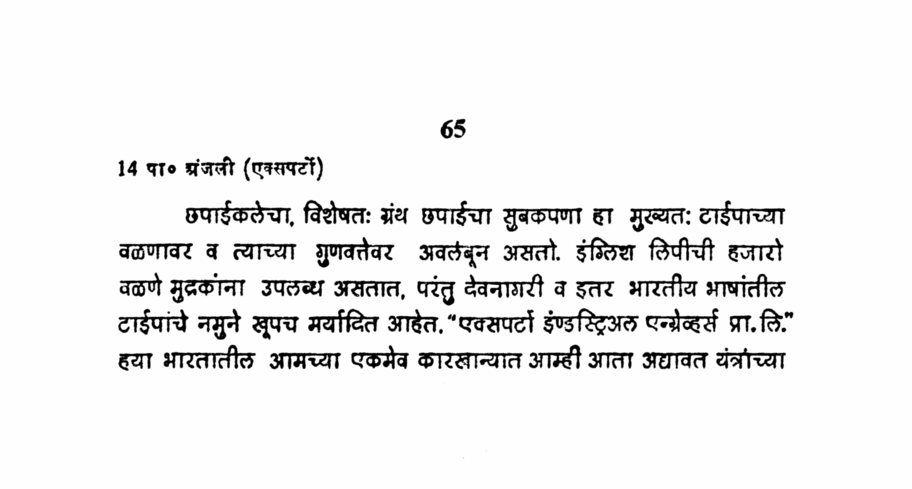 65
14 पा० अंजली (एक्सपर्टो)
छपाईकलेचा, विशेषतः ग्रंथ छपाईचा सुबकपणा हा मुख्यतः टाईपाच्या
वळणावर व त्याच्या गुणवत्तेवर अवलंबून असतो. इंग्लिश लिपीची हजारो
वळणे मुद्रकांना उपलब्ध असतात, परंतु देवनागरी व इतर भारतीय भाषांतील
टाईपांचे नमुने खूपच मर्यादित आहेत. “एक्सपर्टो इंण्डस्ट्रिअल एन्ग्रेव्हर्स प्रा. लि.”
हया भारतातील आमच्या एकमेव कारखान्यात आम्ही आता अद्यावत यंत्रांच्या